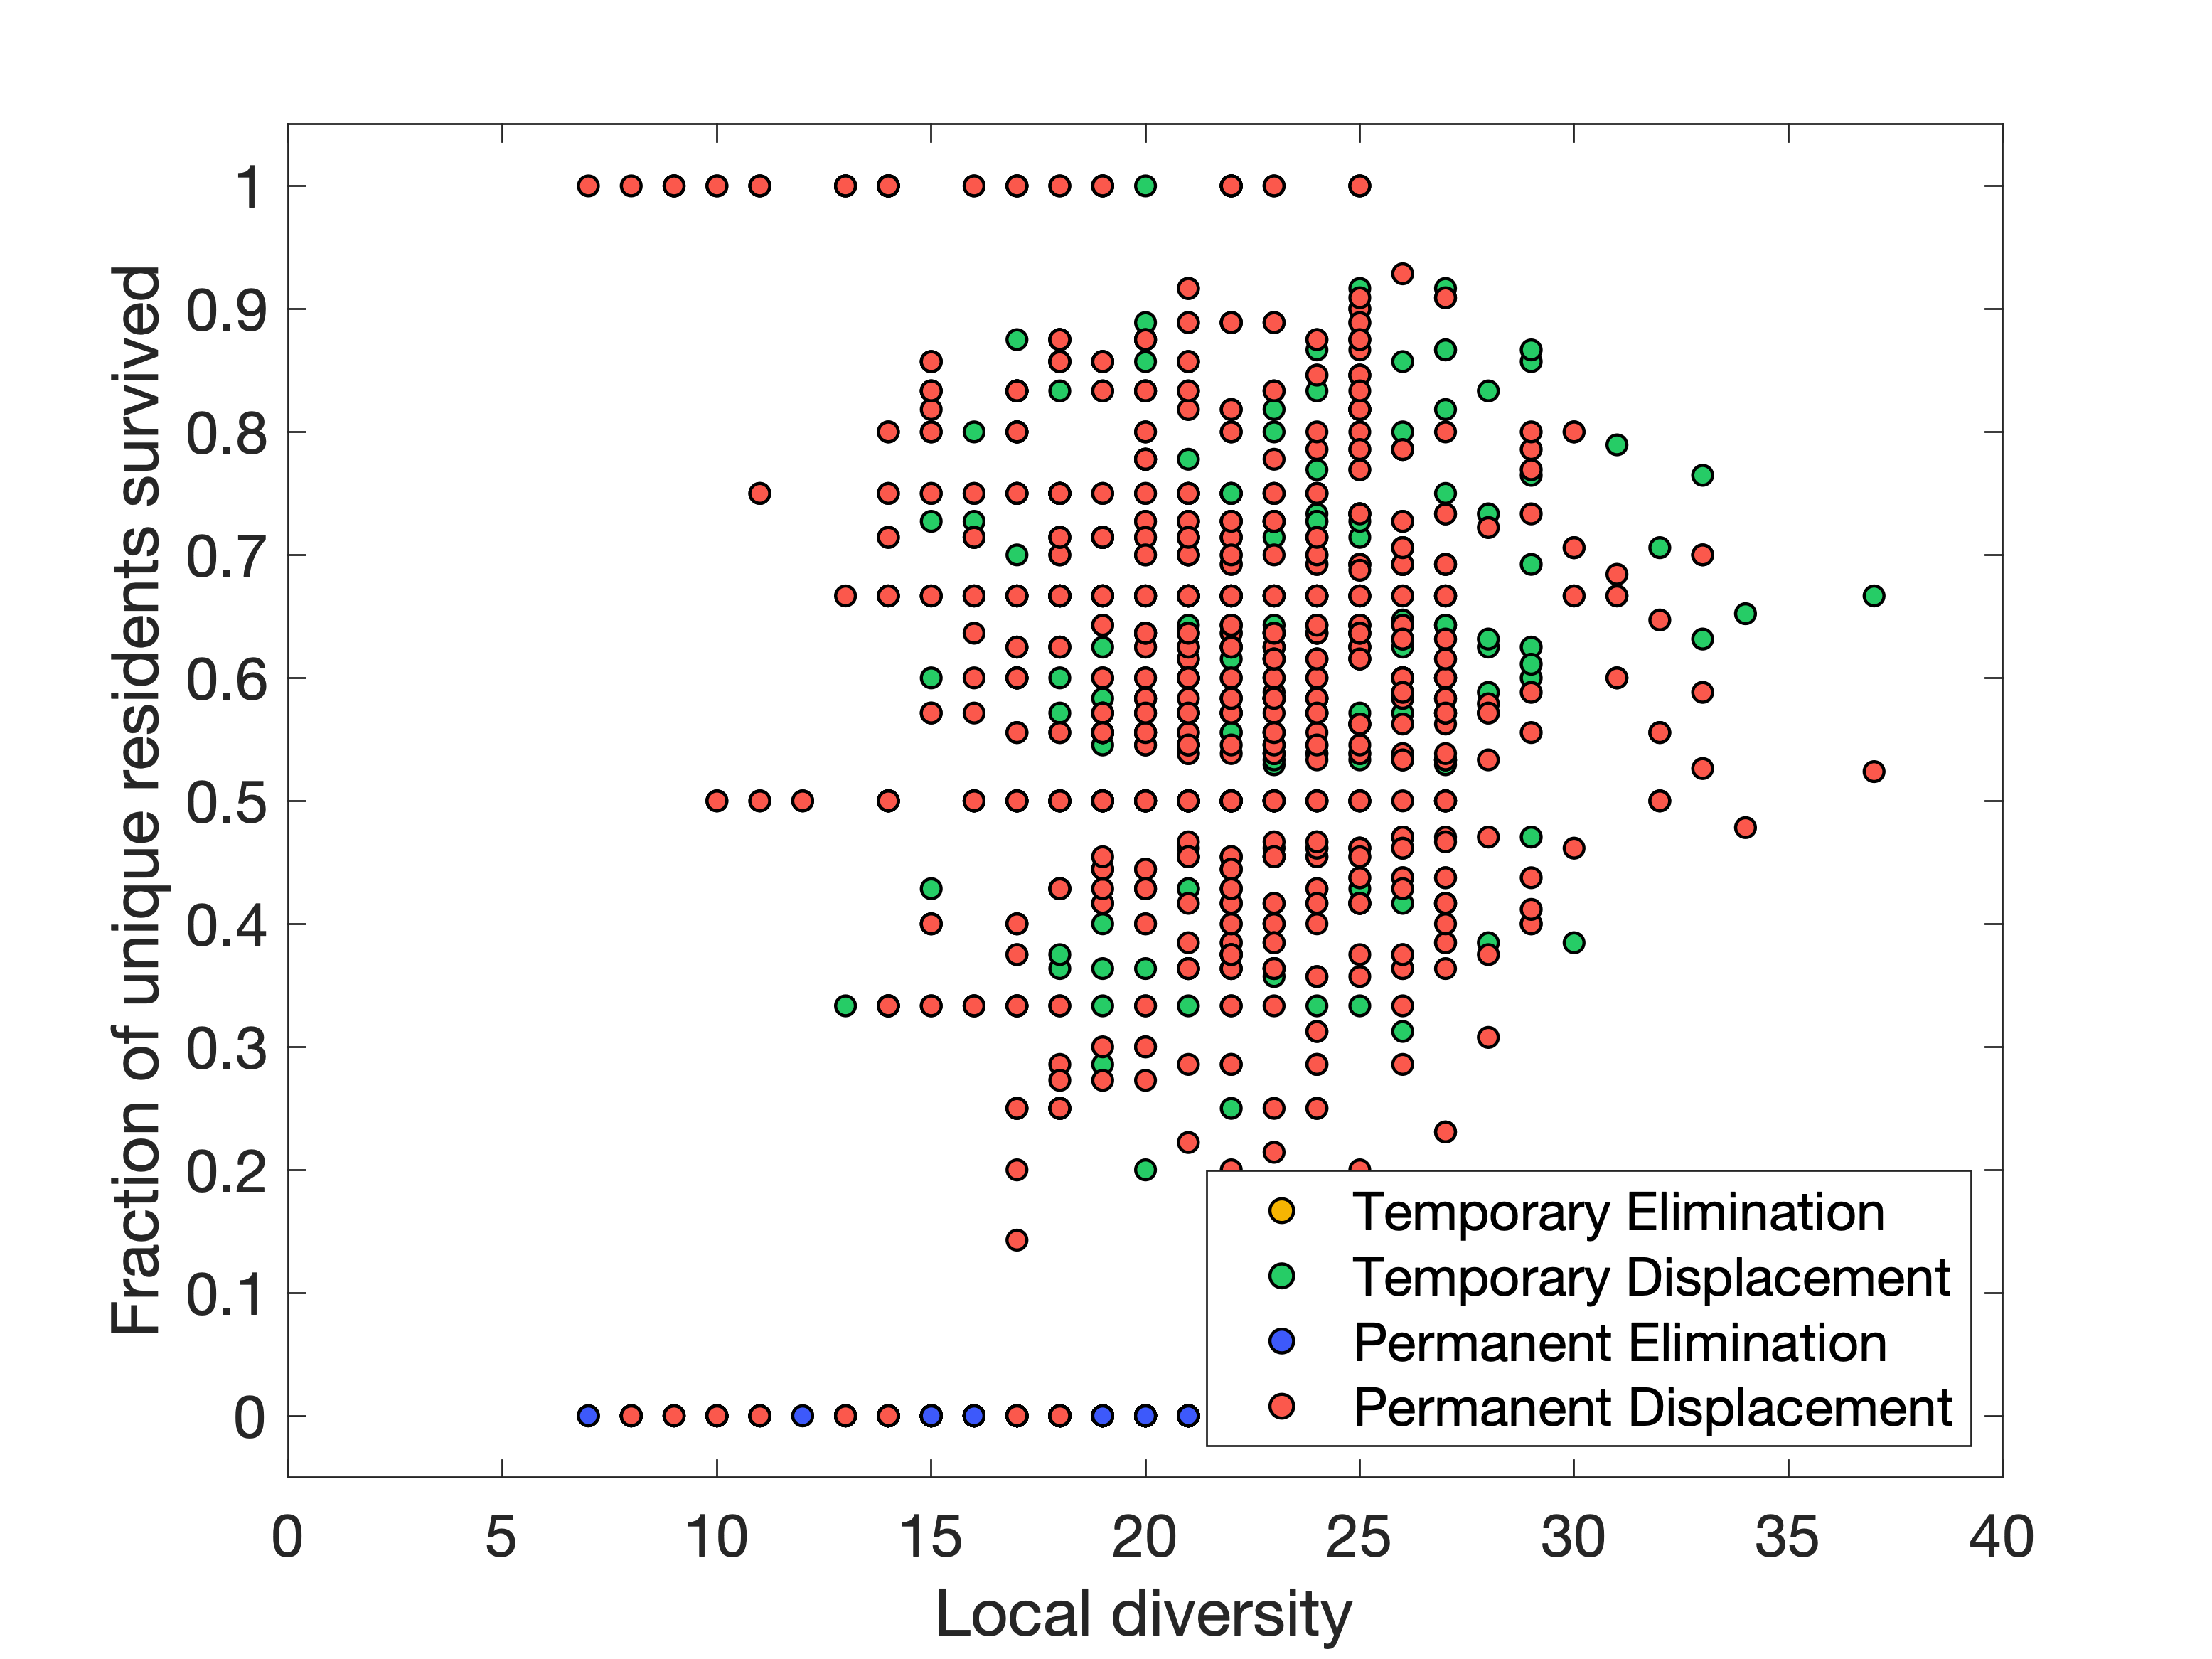 Fraction of unique residents survived
1
0.9
0.8
0.7
0.6
0.5
0.4
0.3
0.2
0.1
0
Temporary Elimination
Temporary Displacement
Permanent Elimination
Permanent Displacement
0 5 10 15 20 25 30 35 40
Local diversity